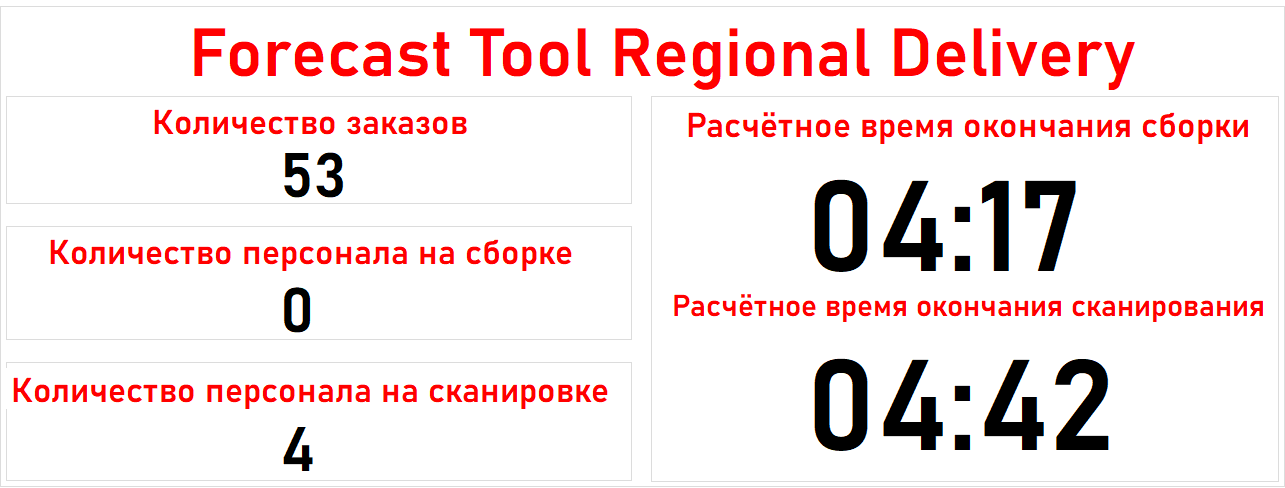 Forecast Tool Regional Delivery
Количество заказов
53
Количество персонала на сборке
0
Количество персонала на сканировке
4
Расчётное время окончания сборки
04:17
Расчётное время окончания сканирования
04:42